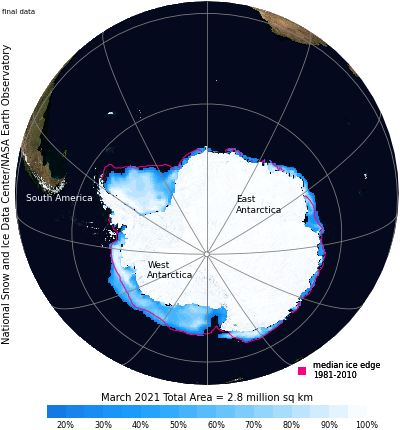 final data
National Snow and Ice Data Center/NASA Earth Observatory
South America
East
Antarctica
West
Antarctica
median ice edge
1981-2010
March 2021 Total Area = 2.8 million sq km
20% 30% 40% 50% 60% 70% 80% 90% 100%